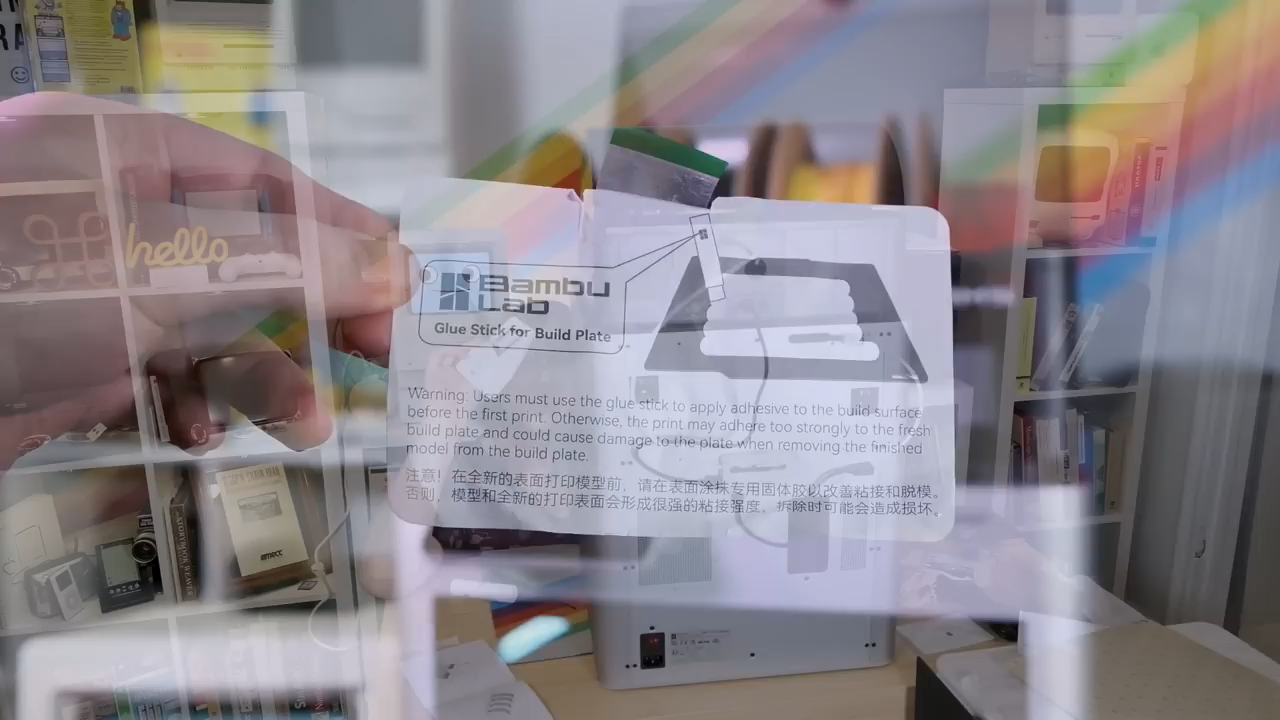 hello
Bambu
Lab
Glue Stick for Build Plate
Warning: Users must use the glue stick to apply adhesive to the build surface
before the first print. Otherwise, the print may adhere too strongly to the fresh
build plate and could cause damage to the plate when removing the finished
model from the build plate.
注意！在全新的表面打印模型前，请在表面涂抹专用固体胶以改善粘接和脱模。
否则，模型和全新的打印表面会形成很强的粘接强度，拆除时可能会造成损坏。
mecc